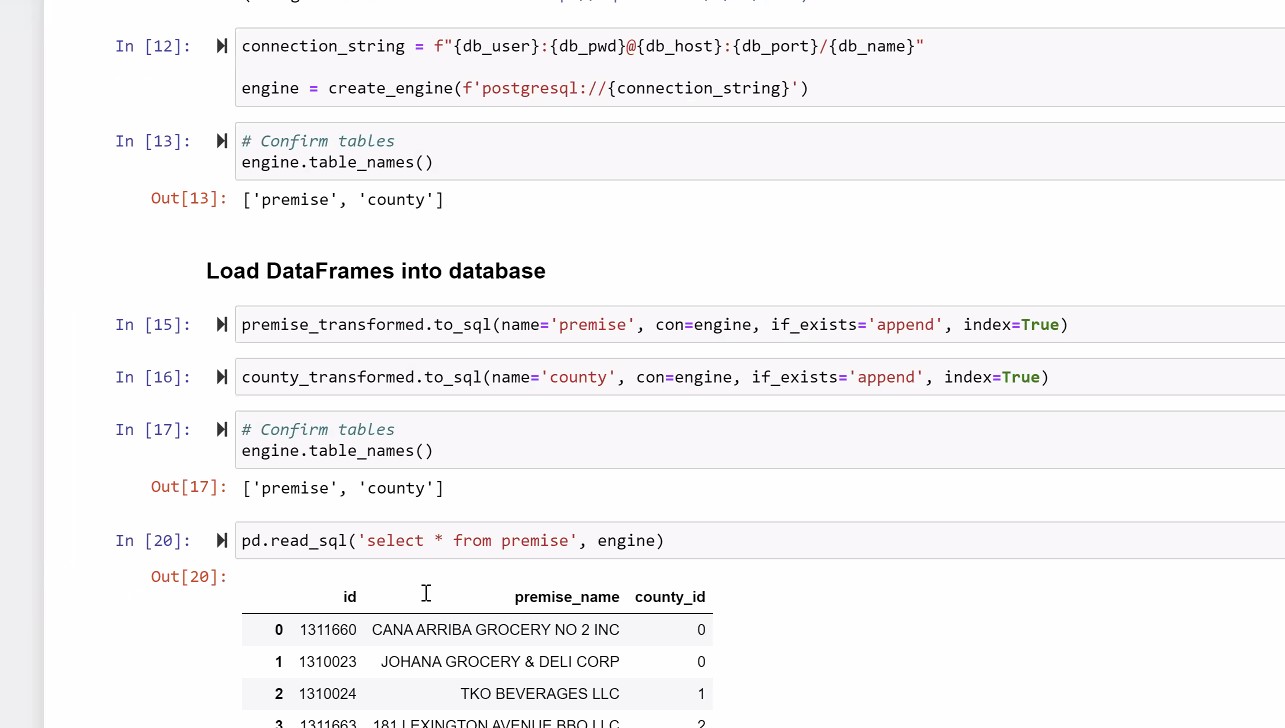 In [12]: connection_string = f"{db_user}:{db_pwd}@{db_host}:{db_port}/{db_name}"
engine = create_engine(f'postgresql://{connection_string}')
In [13]: # Confirm tables
engine.table_names()
Out[13]: ['premise', 'county']
Load DataFrames into database
In [15]: premise_transformed.to_sql(name='premise', con=engine, if_exists='append', index=True)
In [16]: county_transformed.to_sql(name='county', con=engine, if_exists='append', index=True)
In [17]: # Confirm tables
engine.table_names()
Out[17]: ['premise', 'county']
In [20]: pd.read_sql('select * from premise', engine)
Out[20]:
id premise_name county_id
0 1311660 CANA ARRIBA GROCERY NO 2 INC 0
1 1310023 JOHANA GROCERY & DELI CORP 0
2 1310024 TKO BEVERAGES LLC 1
3 1311663 181 LEXINGTON AVENUE BBQ LLC 2